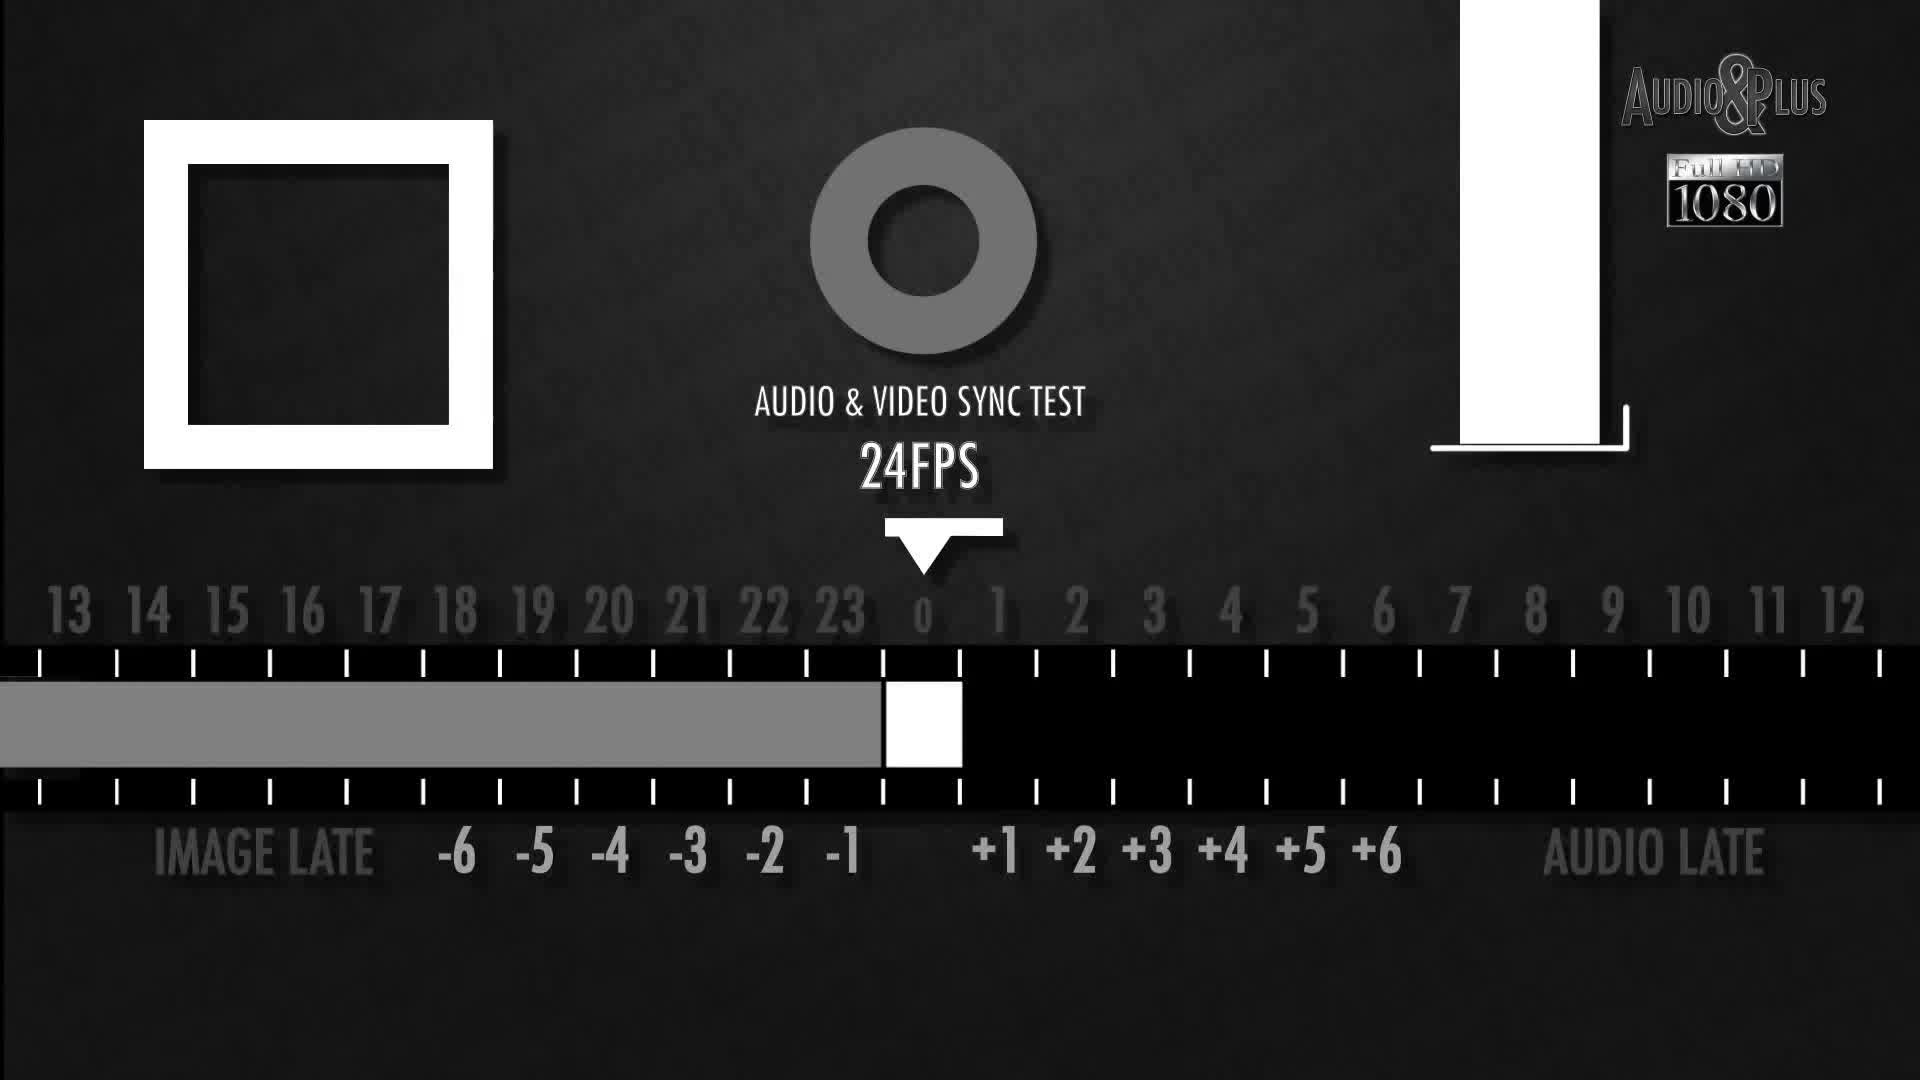 AUDIO&PLUS
Full HD
1080
AUDIO & VIDEO SYNC TEST
24FPS
13 14 15 16 17 18 19 20 21 22 23 0 1 2 3 4 5 6 7 8 9 10 11 12
IMAGE LATE -6 -5 -4 -3 -2 -1 +1 +2 +3 +4 +5 +6 AUDIO LATE